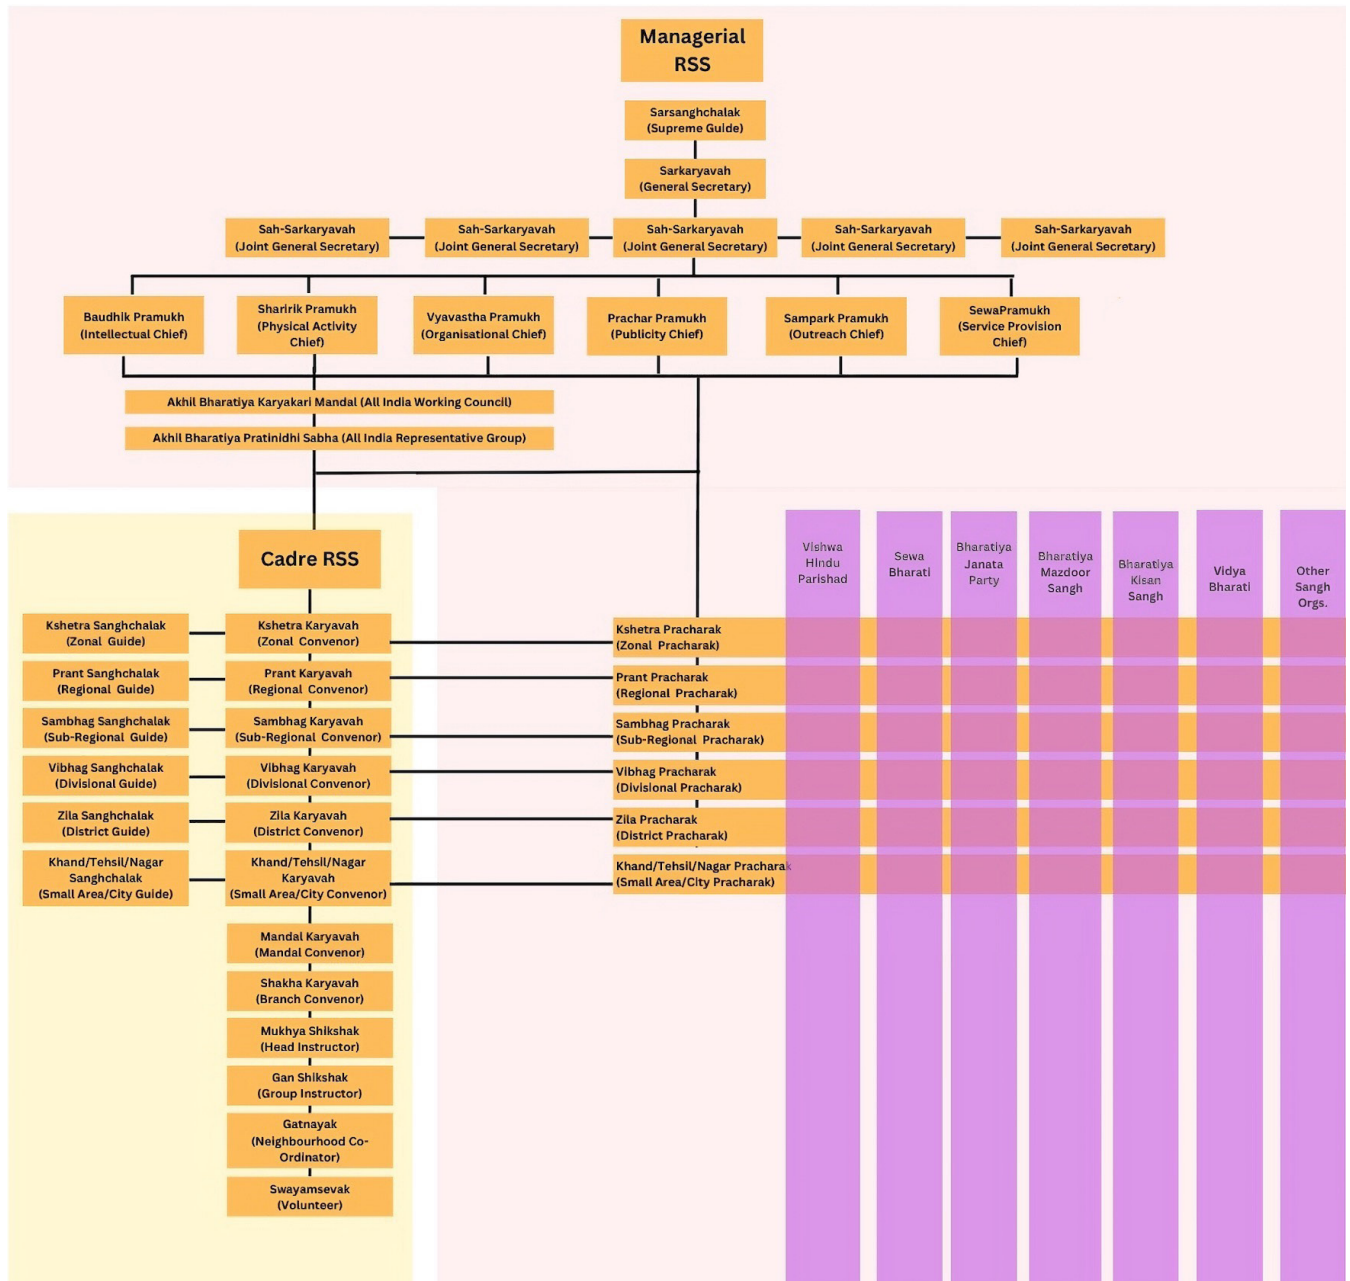 Managerial
RSS
Sarsanghchalak
(Supreme Guide)
Sarkaryavah
(General Secretary)
Sah-Sarkaryavah
(Joint General Secretary)
Sah-Sarkaryavah
(Joint General Secretary)
Sah-Sarkaryavah
(Joint General Secretary)
Sah-Sarkaryavah
(Joint General Secretary)
Sah-Sarkaryavah
(Joint General Secretary)
Baudhik Pramukh
(Intellectual Chief)
Sharirik Pramukh
(Physical Activity
Chief)
Vyavastha Pramukh
(Organisational Chief)
Prachar Pramukh
(Publicity Chief)
Sampark Pramukh
(Outreach Chief)
SewaPramukh
(Service Provision
Chief)
Akhil Bharatiya Karyakari Mandal (All India Working Council)
Akhil Bharatiya Pratinidhi Sabha (All India Representative Group)
Cadre RSS
Vishwa
HIndu
Parishad
Sewa
Bharati
Bharatiya
Janata
Party
Bharatiya
Mazdoor
Sangh
Bharatiya
Kisan
Sangh
Vidya
Bharati
Other
Sangh
Orgs.
Kshetra Sanghchalak
(Zonal Guide)
Kshetra Karyavah
(Zonal Convenor)
Kshetra Pracharak
(Zonal Pracharak)
Prant Sanghchalak
(Regional Guide)
Prant Karyavah
(Regional Convenor)
Prant Pracharak
(Regional Pracharak)
Sambhag Sanghchalak
(Sub-Regional Guide)
Sambhag Karyavah
(Sub-Regional Convenor)
Sambhag Pracharak
(Sub-Regional Pracharak)
Vibhag Sanghchalak
(Divisional Guide)
Vibhag Karyavah
(Divisional Convenor)
Vibhag Pracharak
(Divisional Pracharak)
Zila Sanghchalak
(District Guide)
Zila Karyavah
(District Convenor)
Zila Pracharak
(District Pracharak)
Khand/Tehsil/Nagar
Sanghchalak
(Small Area/City Guide)
Khand/Tehsil/Nagar
Karyavah
(Small Area/City Convenor)
Khand/Tehsil/Nagar Pracharak
(Small Area/City Pracharak)
Mandal Karyavah
(Mandal Convenor)
Shakha Karyavah
(Branch Convenor)
Mukhya Shikshak
(Head Instructor)
Gan Shikshak
(Group Instructor)
Gatnayak
(Neighbourhood Co-
Ordinator)
Swayamsevak
(Volunteer)